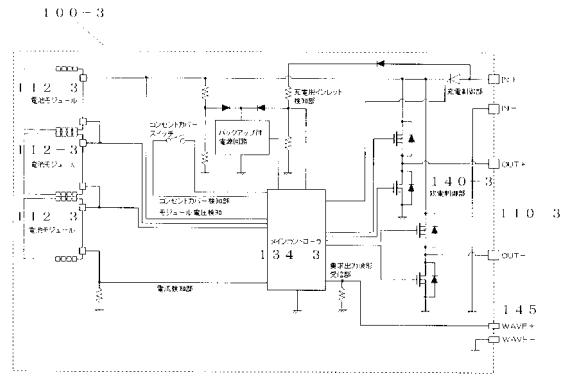 100-3
112-3
電池モジュール
112-3
電池モジュール
112-3
電池モジュール
コンセントカバー
スイッチ
バックアップ付
電源回路
充電用インレット
検知部
充電制御部
IN+
IN-
OUT+
140-3
放電制御部
110-3
OUT-
コンセントカバー検知部
モジュール電圧検知
メインコントローラ
134-3
要求出力波形
受信部
電流検知部
145
WAVE+
WAVE-